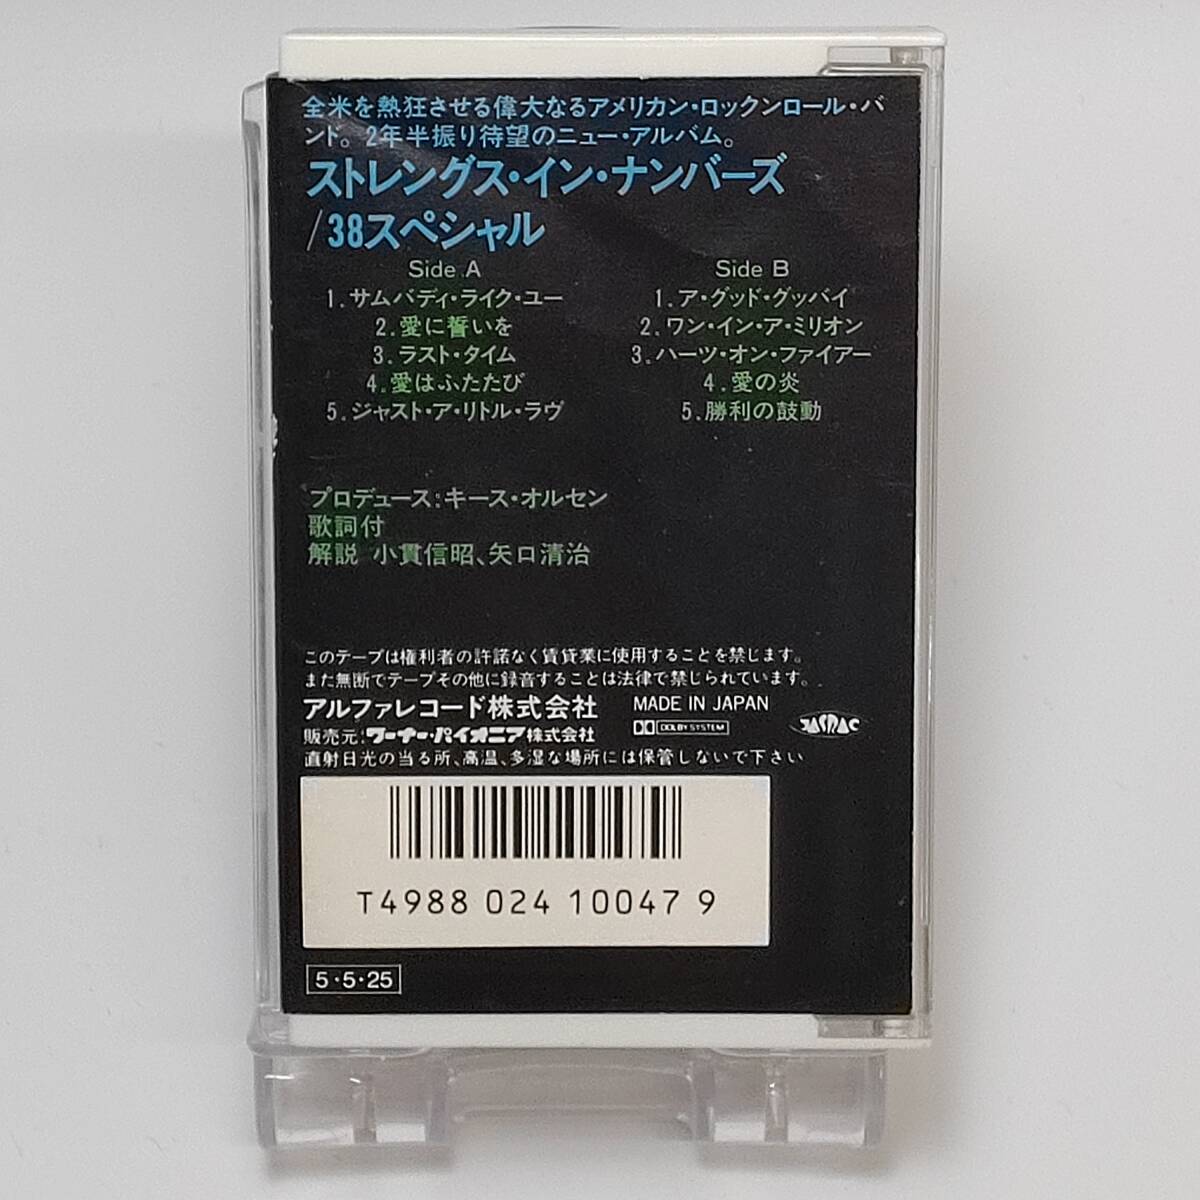 全米を熱狂させる偉大なるアメリカン・ロックンロール・バ
ンド。2年半振り待望のニュー・アルバム。
ストレングス・イン・ナンバーズ
/38スペシャル
Side A
1.サムバディ・ライク・ユー
2.愛に誓いを
3.ラスト・タイム
4.愛はふたたび
5.ジャスト・ア・リトル・ラヴ
Side B
1.ア・グッド・グッバイ
2.ワン・イン・ア・ミリオン
3.ハーツ・オン・ファイアー
4.愛の炎
5.勝利の鼓動
プロデュース:キース・オルセン
歌詞付
解説 小貫信昭、矢口清治
このテープは権利者の許諾なく賃貸業に使用することを禁じます。
また無断でテープその他に録音することは法律で禁じられています。
アルファレコード株式会社
MADE IN JAPAN
販売元:ワーナー・パイオニア株式会社
DOLBY SYSTEM
JASRAC
直射日光の当る所、高温、多湿な場所には保管しないで下さい
T4988 024 10047 9
5・5・25